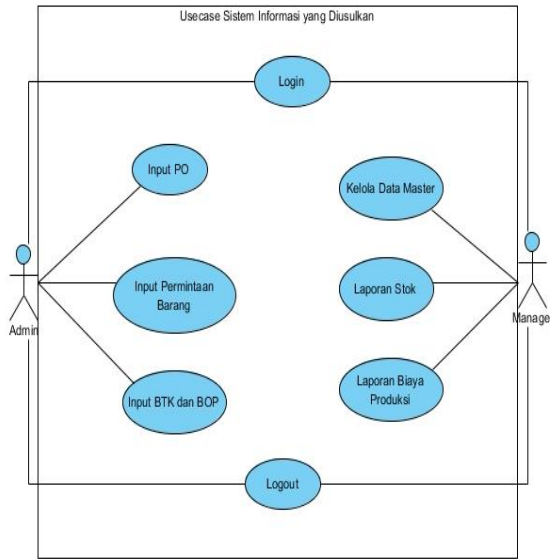 Usecase Sistem Informasi yang Diusulkan
Login
Input PO
Kelola Data Master
Input Permintaan
Barang
Laporan Stok
Admin
Manage
Input BTK dan BOP
Laporan Biaya
Produksi
Logout